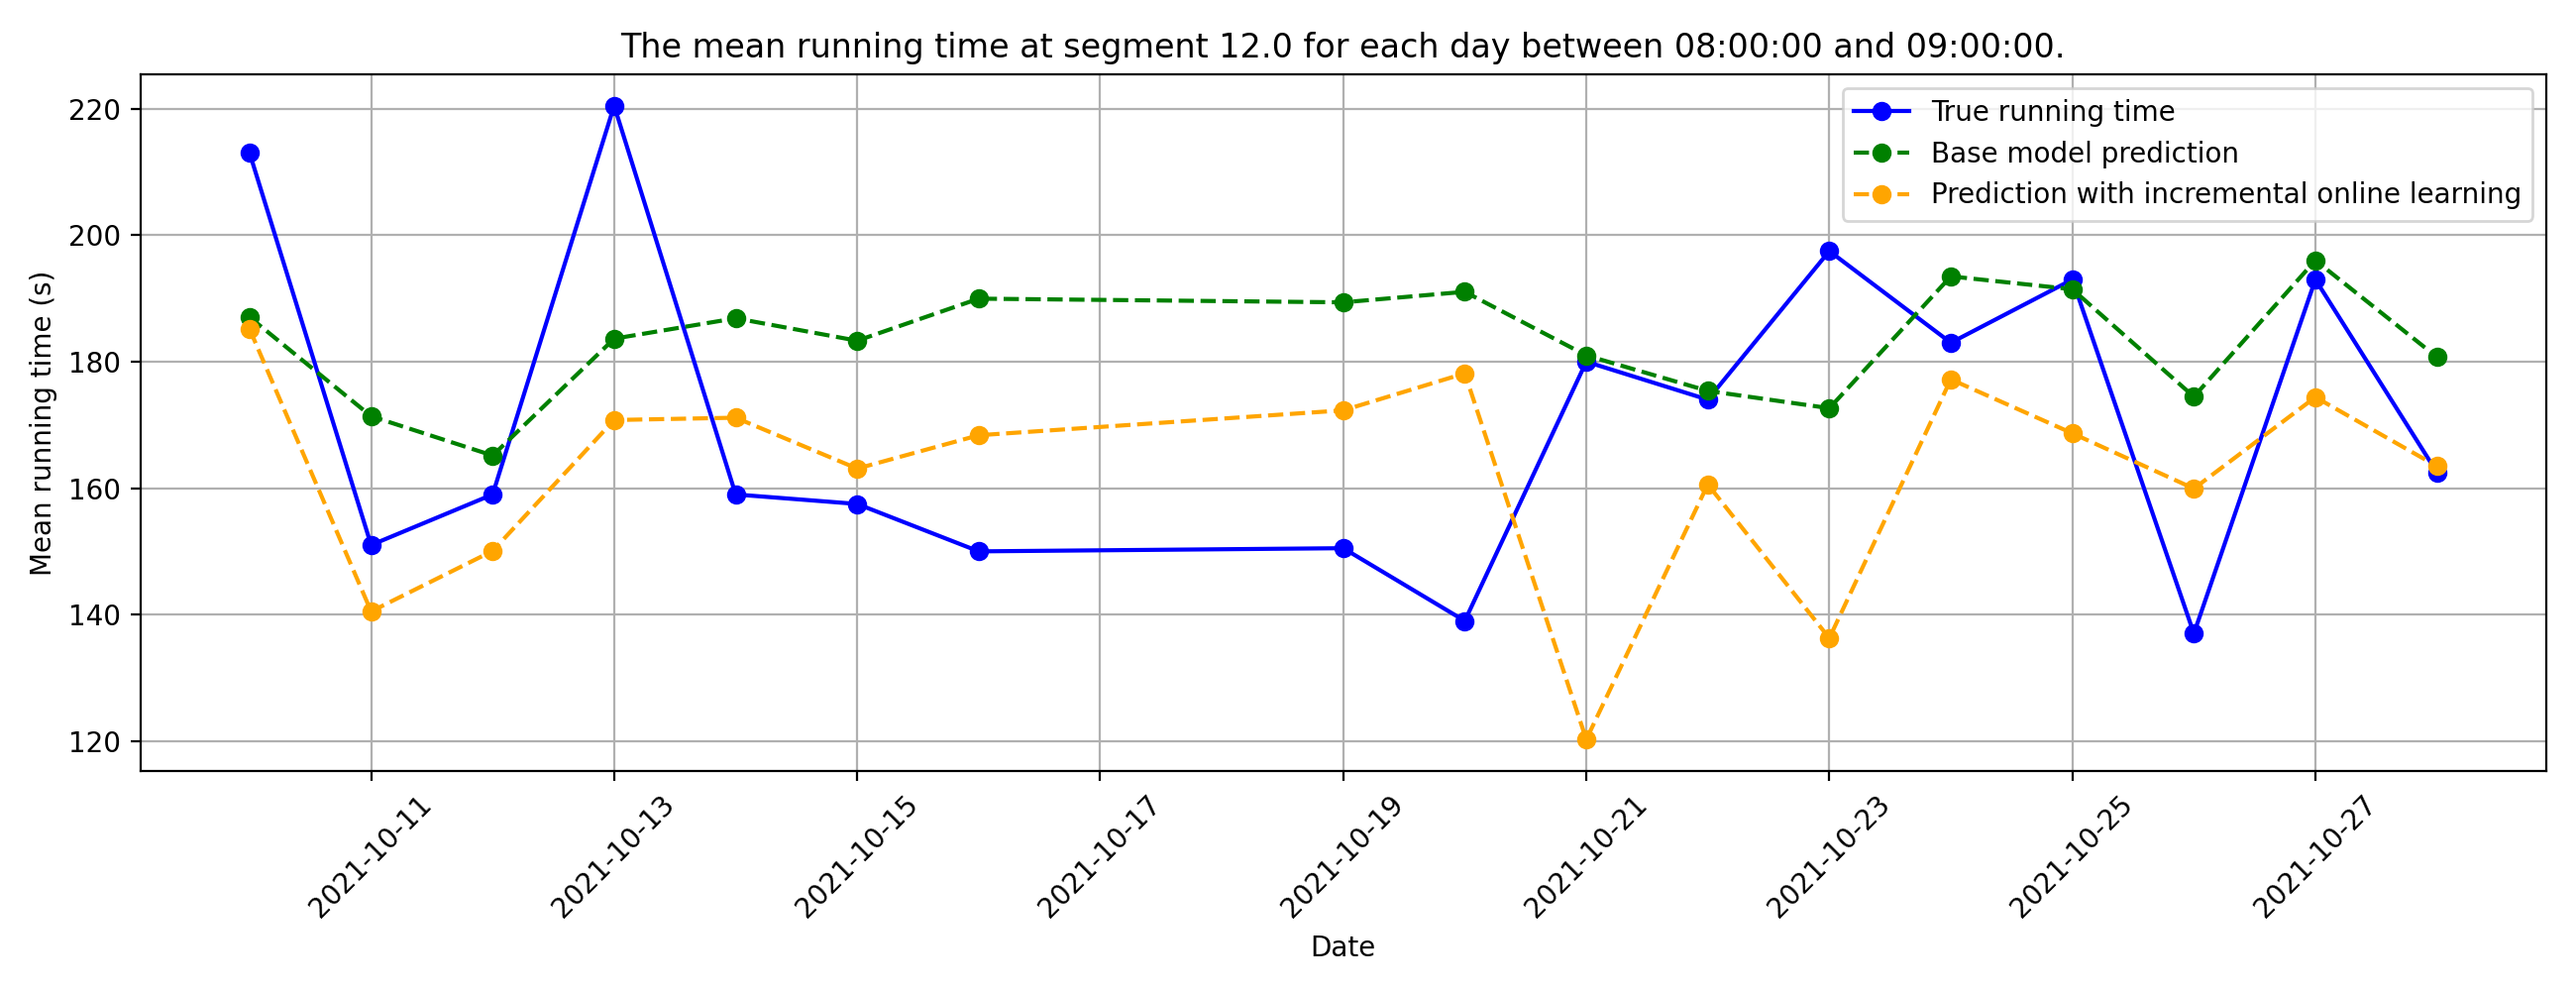 The mean running time at segment 12.0 for each day between 08:00:00 and 09:00:00.
True running time
Base model prediction
Prediction with incremental online learning
Mean running time (s)
220
200
180
160
140
120
2021-10-11
2021-10-13
2021-10-15
2021-10-17
2021-10-19
2021-10-21
2021-10-23
2021-10-25
2021-10-27
Date